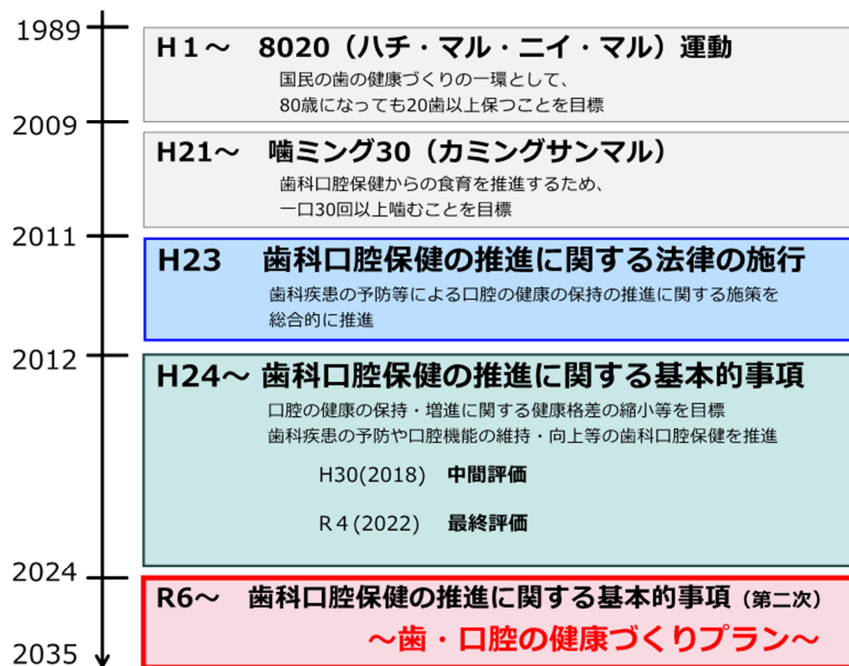 1989
H1～ 8020（ハチ・マル・ニイ・マル）運動
国民の歯の健康づくりの一環として、
80歳になっても20歯以上保つことを目標
2009
H21～ 噛ミング30（カミングサンマル）
歯科口腔保健からの食育を推進するため、
一口30回以上噛むことを目標
2011
H23 歯科口腔保健の推進に関する法律の施行
歯科疾患の予防等による口腔の健康の保持の推進に関する施策を
総合的に推進
2012
H24～ 歯科口腔保健の推進に関する基本的事項
口腔の健康の保持・増進に関する健康格差の縮小等を目標
歯科疾患の予防や口腔機能の維持・向上等の歯科口腔保健を推進
H30(2018) 中間評価
R４(2022) 最終評価
2024
R6～ 歯科口腔保健の推進に関する基本的事項（第二次）
～歯・口腔の健康づくりプラン～
2035